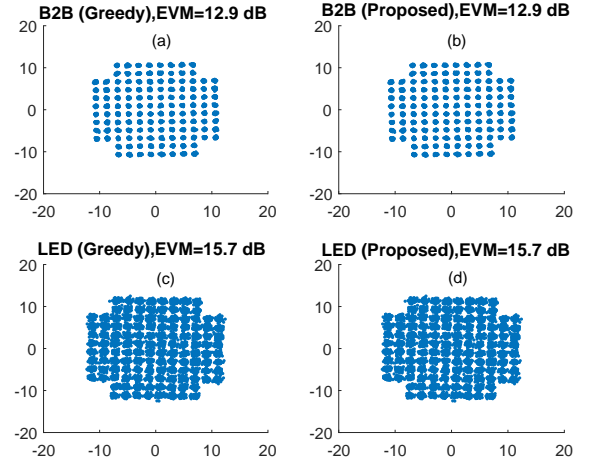 B2B (Greedy),EVM=12.9 dB
B2B (Proposed),EVM=12.9 dB
(a)
(b)
20
10
0
-10
-20
-20 -10 0 10 20
20
10
0
-10
-20
-20 -10 0 10 20
LED (Greedy),EVM=15.7 dB
LED (Proposed),EVM=15.7 dB
(c)
(d)
20
10
0
-10
-20
-20 -10 0 10 20
20
10
0
-10
-20
-20 -10 0 10 20